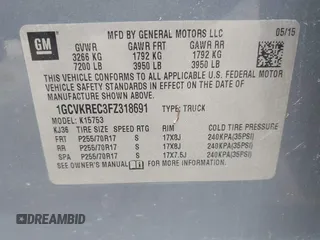 GM
MFD BY GENERAL MOTORS LLC
05/15
GVWR GAWR FRT GAWR RR
3266 KG 1792 KG 1792 KG
7200 LB 3950 LB 3950 LB
THIS VEHICLE CONFORMS TO ALL APPLICABLE U.S. FEDERAL MOTOR
VEHICLE SAFETY STANDARDS IN EFFECT ON THE DATE OF
MANUFACTURE SHOWN ABOVE.
1GCVKREC3FZ318691 TYPE: TRUCK
MODEL: K15753
KJ36 TIRE SIZE SPEED RTG RIM COLD TIRE PRESSURE
FRT P255/70R17 S 17X8J 240KPA(35PSI)
RR P255/70R17 S 17X8J 240KPA(35PSI)
SPA P255/70R17 S 17X7.5J 240KPA(35PSI)
SEE OWNER'S MANUAL FOR MORE INFORMATION.
© DREAMBID
DREAMBID.COM